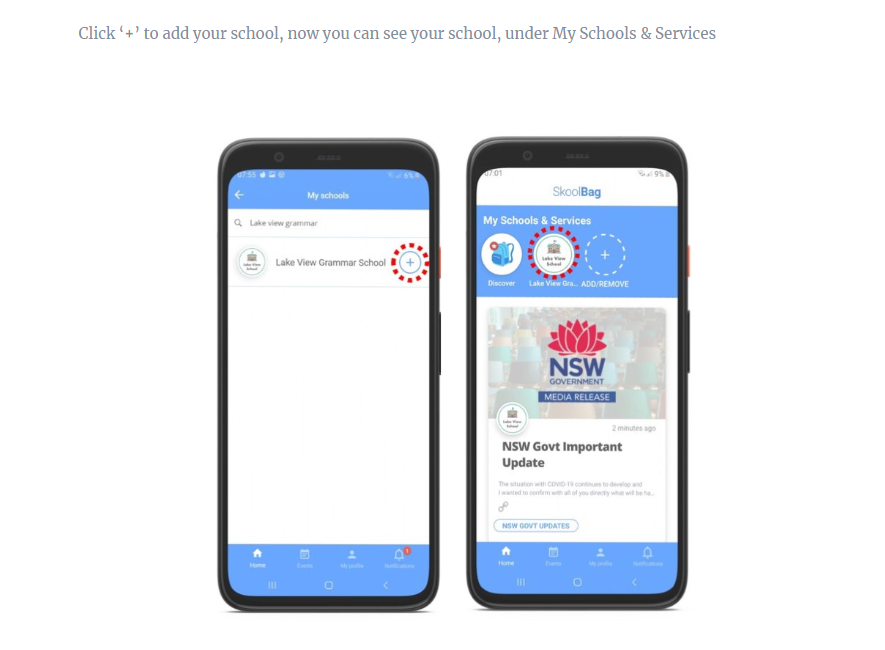 Click ‘+’ to add your school, now you can see your school, under My Schools & Services
07:55 6%
My schools
Lake view grammar
Lake View School
Lake View Grammar School +
Home Events My profile Notifications
07:01 9%
SkoolBag
My Schools & Services
Lake View School
+
Discover Lake View Gra... ADD/REMOVE
NSW
GOVERNMENT
MEDIA RELEASE
Lake View School
2 minutes ago
NSW Govt Important
Update
The situation with COVID-19 continues to develop and
I wanted to confirm with all of you directly what will be ha...
NSW GOVT UPDATES
Home Events My profile Notifications